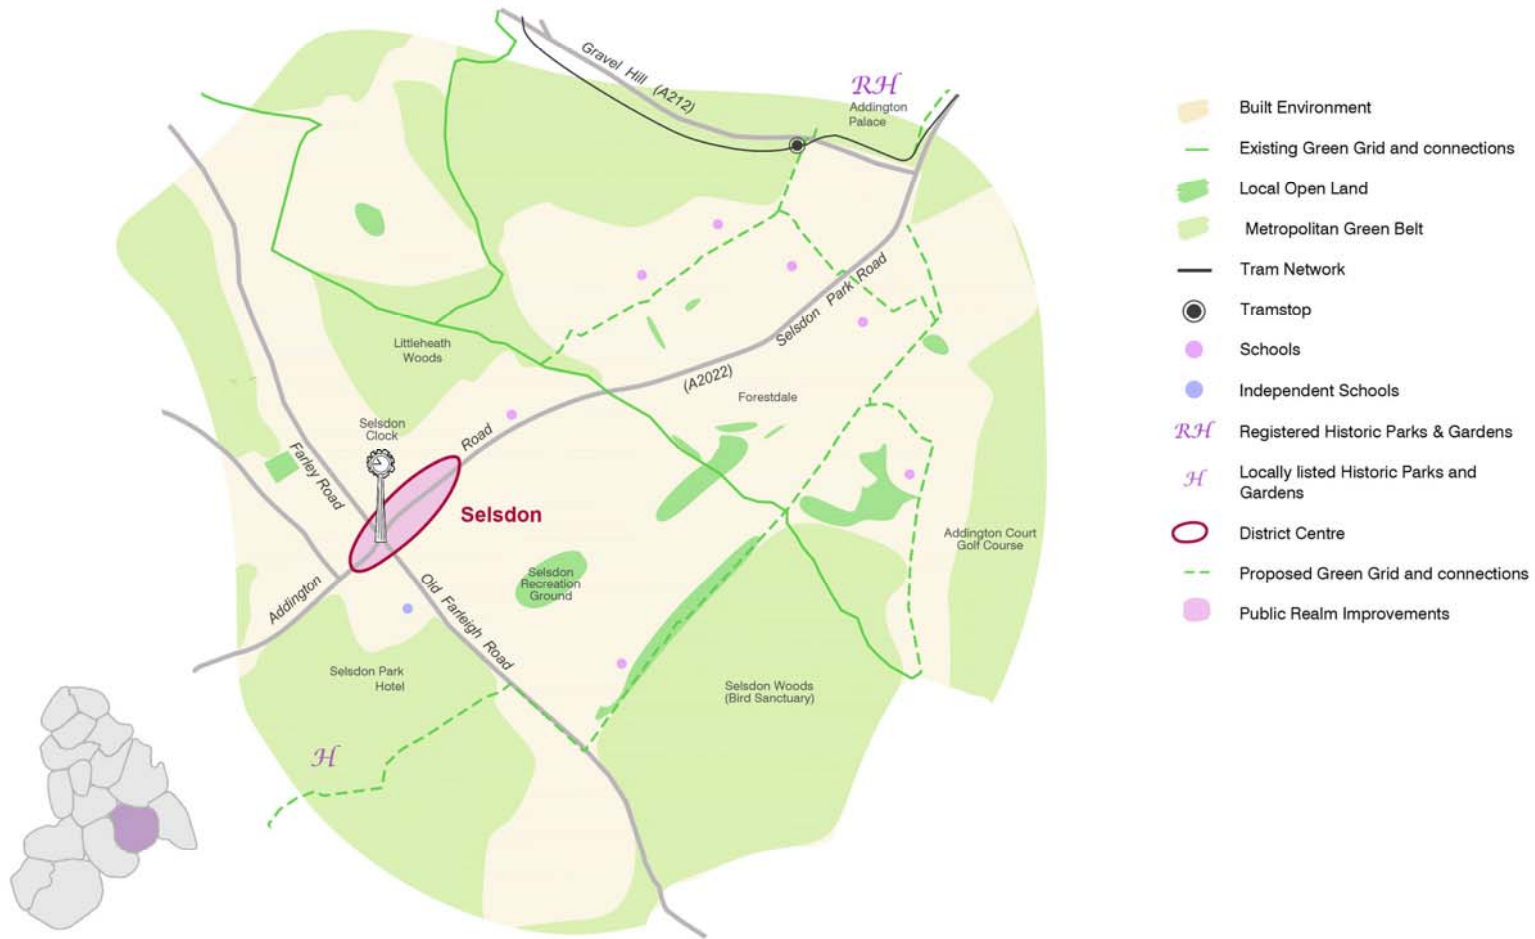 Gravel Hill (A212)
RH
Addington
Palace
Selsdon Park Road
(A2022)
Littleheath
Woods
Forestdale
Selsdon
Clock
Road
Farley Road
Selsdon
Addington Court
Golf Course
Selsdon
Recreation
Ground
Addington
Old Farleigh Road
Selsdon Park
Hotel
Selsdon Woods
(Bird Sanctuary)
H
Built Environment
Existing Green Grid and connections
Local Open Land
Metropolitan Green Belt
Tram Network
Tramstop
Schools
Independent Schools
RH Registered Historic Parks & Gardens
H Locally listed Historic Parks and
Gardens
District Centre
Proposed Green Grid and connections
Public Realm Improvements